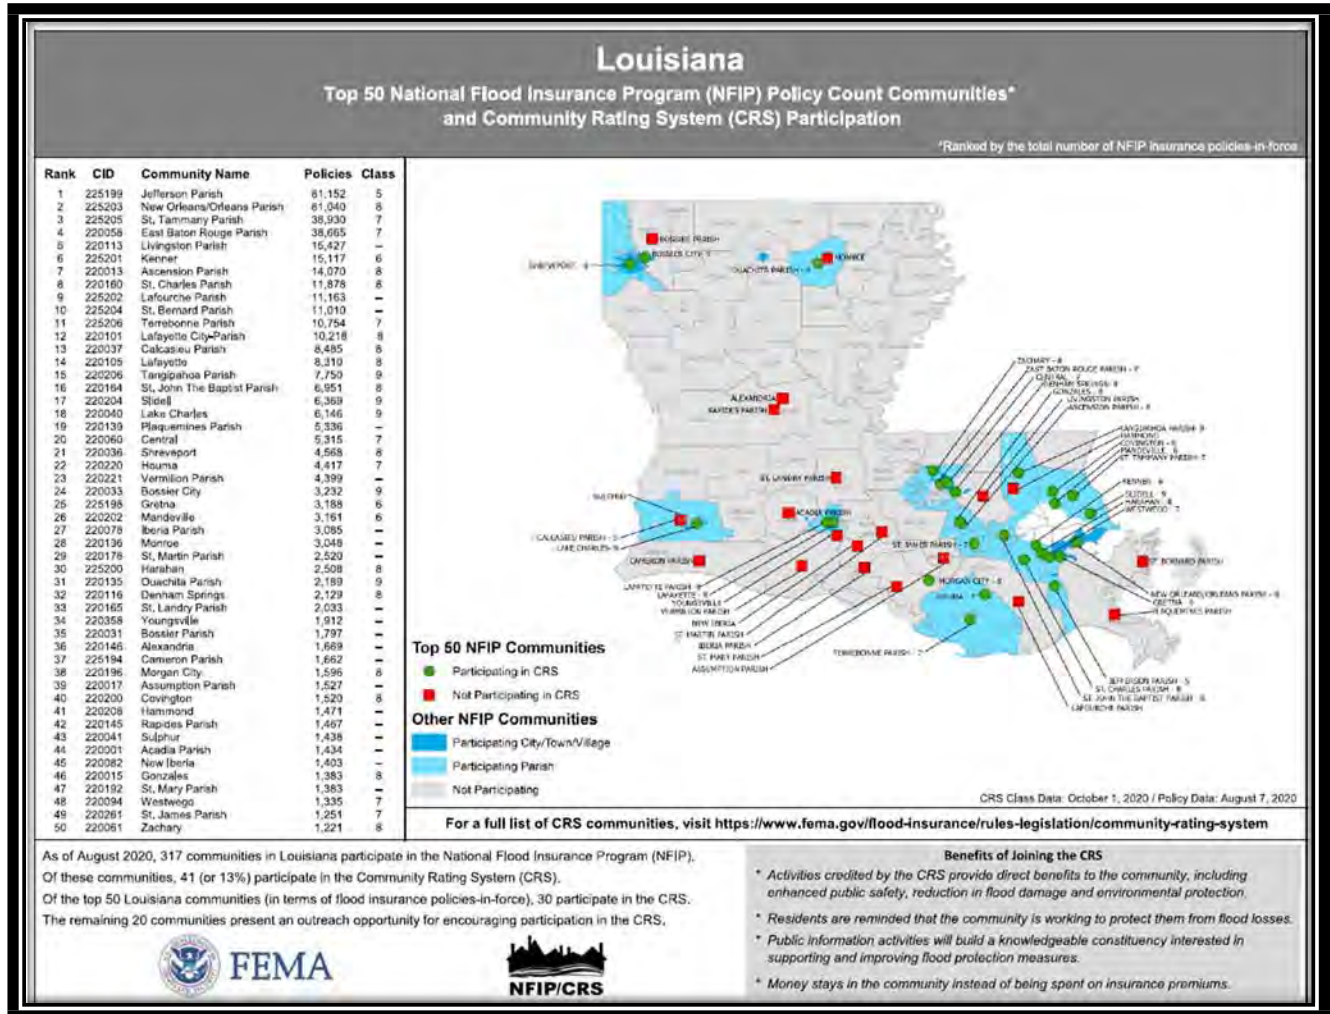 Louisiana
Top 50 National Flood Insurance Program (NFIP) Policy Count Communities*
and Community Rating System (CRS) Participation
*Ranked by the total number of NFIP insurance policies-in-force
Rank CID Community Name Policies Class
1 225199 Jefferson Parish 81,152 5
2 225203 New Orleans/Orleans Parish 81,040 8
3 225205 St. Tammany Parish 38,930 7
4 220058 East Baton Rouge Parish 38,665 7
5 220113 Livingston Parish 15,427 –
6 225201 Kenner 15,117 6
7 220013 Ascension Parish 14,070 8
8 220160 St. Charles Parish 11,878 8
9 225202 Lafourche Parish 11,163 –
10 225204 St. Bernard Parish 11,010 –
11 225206 Terrebonne Parish 10,754 7
12 220101 Lafayette City-Parish 10,218 8
13 220037 Calcasieu Parish 8,485 8
14 220105 Lafayette 8,310 8
15 220206 Tangipahoa Parish 7,750 9
16 220164 St. John The Baptist Parish 6,951 8
17 220204 Slidell 6,369 9
18 220040 Lake Charles 6,146 9
19 220139 Plaquemines Parish 5,336 –
20 220060 Central 5,315 7
21 220036 Shreveport 4,568 8
22 220220 Houma 4,417 7
23 220221 Vermilion Parish 4,399 –
24 220033 Bossier City 3,232 9
25 225198 Gretna 3,188 6
26 220202 Mandeville 3,161 6
27 220078 Iberia Parish 3,085 –
28 220136 Monroe 3,048 –
29 220178 St. Martin Parish 2,520 –
30 225200 Harahan 2,508 8
31 220135 Ouachita Parish 2,189 9
32 220116 Denham Springs 2,129 8
33 220165 St. Landry Parish 2,033 –
34 220358 Youngsville 1,912 –
35 220031 Bossier Parish 1,797 –
36 220146 Alexandria 1,669 –
37 225194 Cameron Parish 1,662 –
38 220196 Morgan City 1,596 8
39 220017 Assumption Parish 1,527 –
40 220200 Covington 1,520 8
41 220208 Hammond 1,471 –
42 220145 Rapides Parish 1,467 –
43 220041 Sulphur 1,438 –
44 220001 Acadia Parish 1,434 –
45 220082 New Iberia 1,403 –
46 220015 Gonzales 1,383 8
47 220192 St. Mary Parish 1,383 –
48 220094 Westwego 1,335 7
49 220261 St. James Parish 1,251 7
50 220061 Zachary 1,221 8
BOSSIER PARISH
BOSSIER CITY
SHREVEPORT
MONROE
OUACHITA PARISH
ZACHARY - 8
EAST BATON ROUGE PARISH - 7
CENTRAL - 7
DENHAM SPRINGS - 8
GONZALES - 8
LIVINGSTON PARISH
ASCENSION PARISH - 8
ALEXANDRIA
RAPIDES PARISH
TANGIPAHOA PARISH- 9
HAMMOND
COVINGTON - 8
MANDEVILLE - 6
ST. TAMMANY PARISH- 7
ST. LANDRY PARISH
KENNER - 6
SLIDELL - 9
HARAHAN - 8
WESTWEGO - 7
SULPHUR
ACADIA PARISH
CALCASIEU PARISH
LAKE CHARLES - 9
ST. JAMES PARISH - 7
CAMERON PARISH
ST. BERNARD PARISH
LAFAYETTE PARISH
LAFAYETTE - 8
YOUNGSVILLE
VERMILION PARISH
MORGAN CITY - 8
HOUMA - 7
NEW ORLEANS/ORLEANS PARISH - 8
GRETNA - 6
PLAQUEMINES PARISH
NEW IBERIA
ST. MARTIN PARISH
IBERIA PARISH
ST. MARY PARISH
ASSUMPTION PARISH
TERREBONNE PARISH - 7
JEFFERSON PARISH - 5
ST. CHARLES PARISH - 8
ST. JOHN THE BAPTIST PARISH - 8
LAFOURCHE PARISH
Top 50 NFIP Communities
Participating in CRS
Not Participating in CRS
Other NFIP Communities
Participating City/Town/Village
Participating Parish
Not Participating
CRS Class Data: October 1, 2020 / Policy Data: August 7, 2020
For a full list of CRS communities, visit https://www.fema.gov/flood-insurance/rules-legislation/community-rating-system
As of August 2020, 317 communities in Louisiana participate in the National Flood Insurance Program (NFIP).
Of these communities, 41 (or 13%) participate in the Community Rating System (CRS).
Of the top 50 Louisiana communities (in terms of flood insurance policies-in-force), 30 participate in the CRS.
The remaining 20 communities present an outreach opportunity for encouraging participation in the CRS.
FEMA
NFIP/CRS
Benefits of Joining the CRS
* Activities credited by the CRS provide direct benefits to the community, including
enhanced public safety, reduction in flood damage and environmental protection.
* Residents are reminded that the community is working to protect them from flood losses.
* Public information activities will build a knowledgeable constituency interested in
supporting and improving flood protection measures.
* Money stays in the community instead of being spent on insurance premiums.